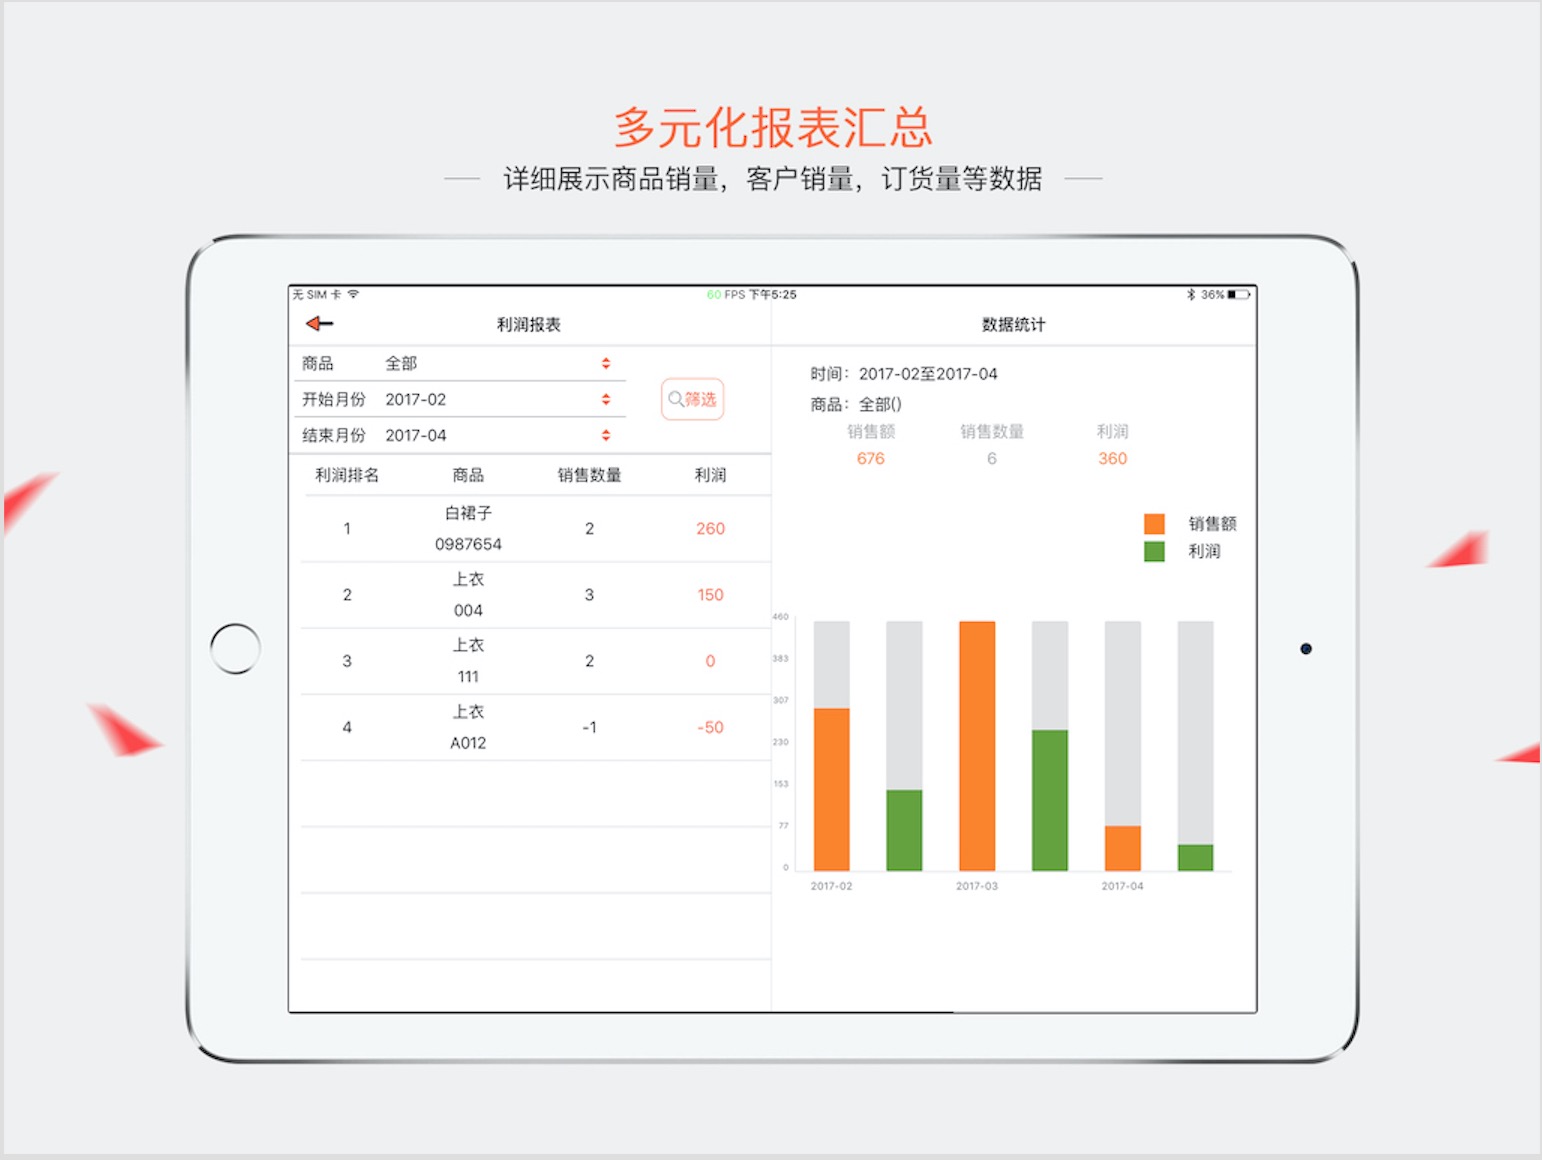 多元化报表汇总
详细展示商品销量，客户销量，订货量等数据
无 SIM 卡
60 FPS 下午5:25
36%
利润报表
商品 全部
开始月份 2017-02
结束月份 2017-04
筛选
利润排名 商品 销售数量 利润
1 白裙子 0987654 2 260
2 上衣 004 3 150
3 上衣 111 2 0
4 上衣 A012 -1 -50
数据统计
时间： 2017-02至2017-04
商品： 全部()
销售额 销售数量 利润
676 6 360
销售额
利润
460
383
307
230
153
77
0
2017-02 2017-03 2017-04